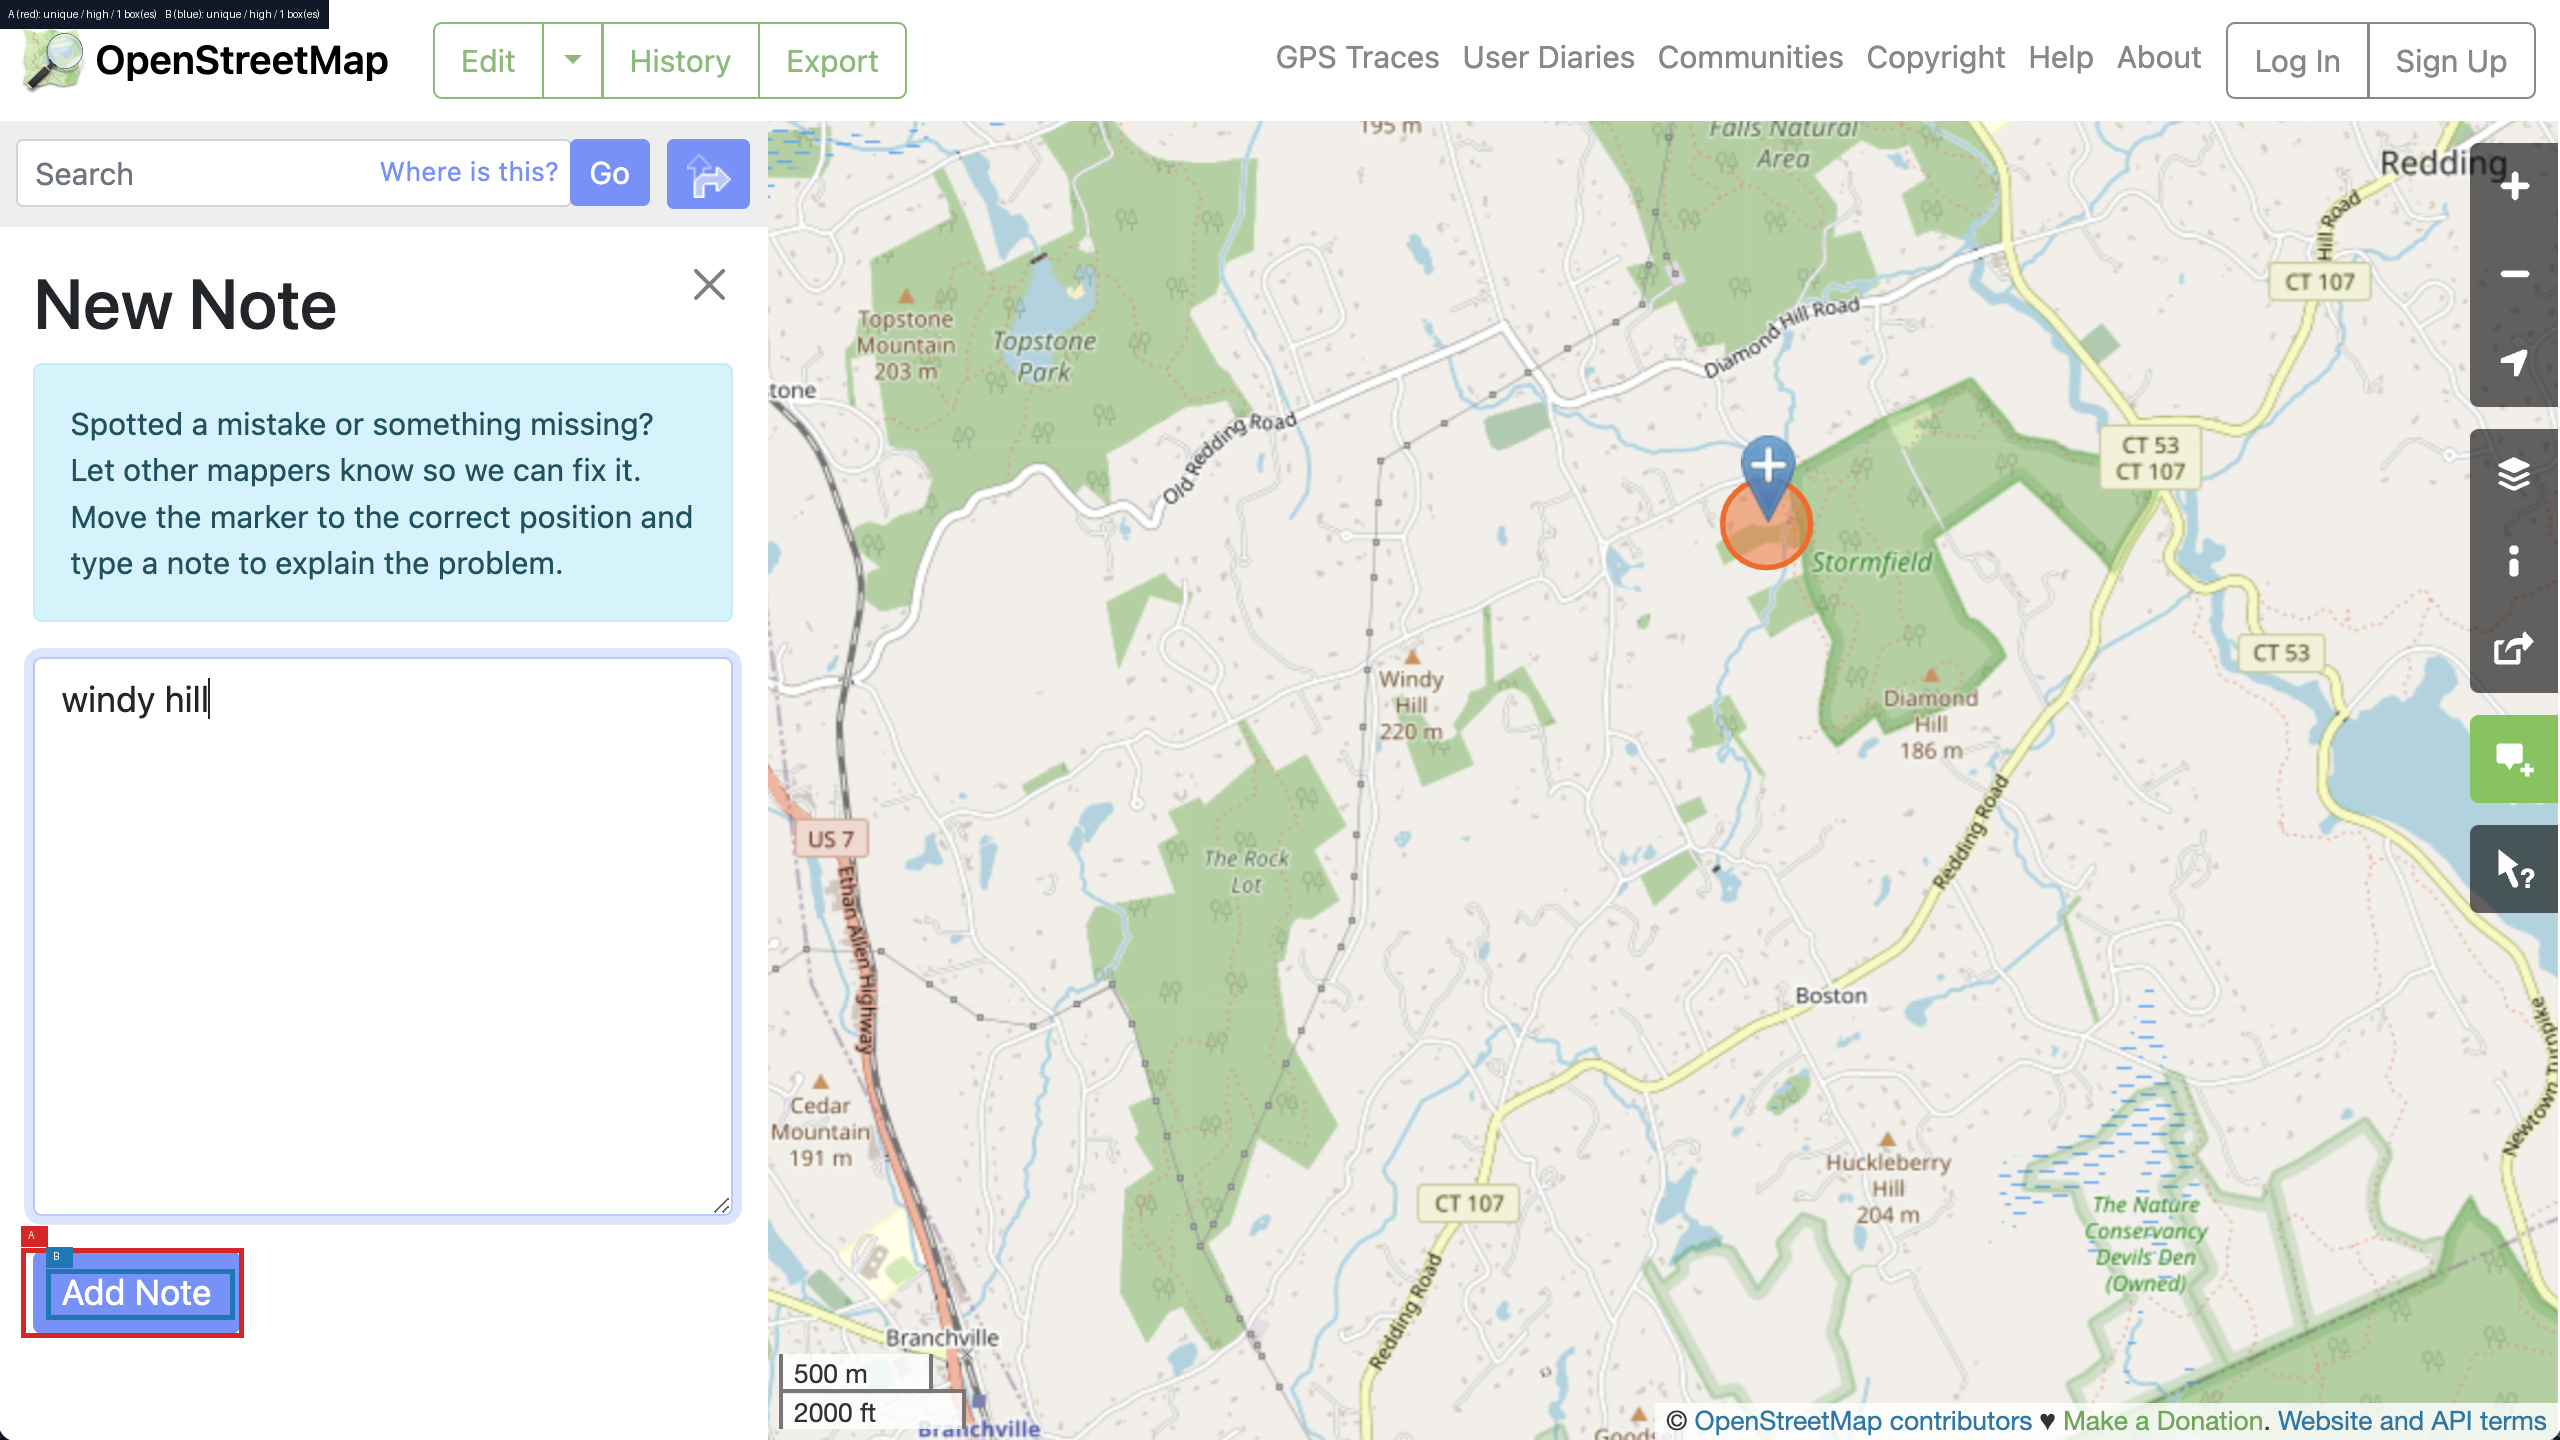 A (red): unique / high / 1 box(es) B (blue): unique / high / 1 box(es)
OpenStreetMap
Edit
History
Export
GPS Traces
User Diaries
Communities
Copyright
Help
About
Log In
Sign Up
Search
Where is this?
Go
New Note
Spotted a mistake or something missing?
Let other mappers know so we can fix it.
Move the marker to the correct position and
type a note to explain the problem.
windy hill
A
B
Add Note
195 m
Falls Natural
Area
Redding
Hill Road
CT 107
Topstone
Mountain
203 m
Topstone
Park
Diamond Hill Road
tone
Old Redding Road
CT 53
CT 107
Stormfield
CT 53
Windy
Hill
220 m
Diamond
Hill
186 m
US 7
Ethan Allen Highway
The Rock
Lot
Redding Road
Boston
Cedar
Mountain
191 m
Huckleberry
Hill
204 m
CT 107
The Nature
Conservancy
Devils Den
(Owned)
Newtown Turnpike
Redding Road
Branchville
500 m
2000 ft
Branchville
© OpenStreetMap contributors ♥ Make a Donation. Website and API terms